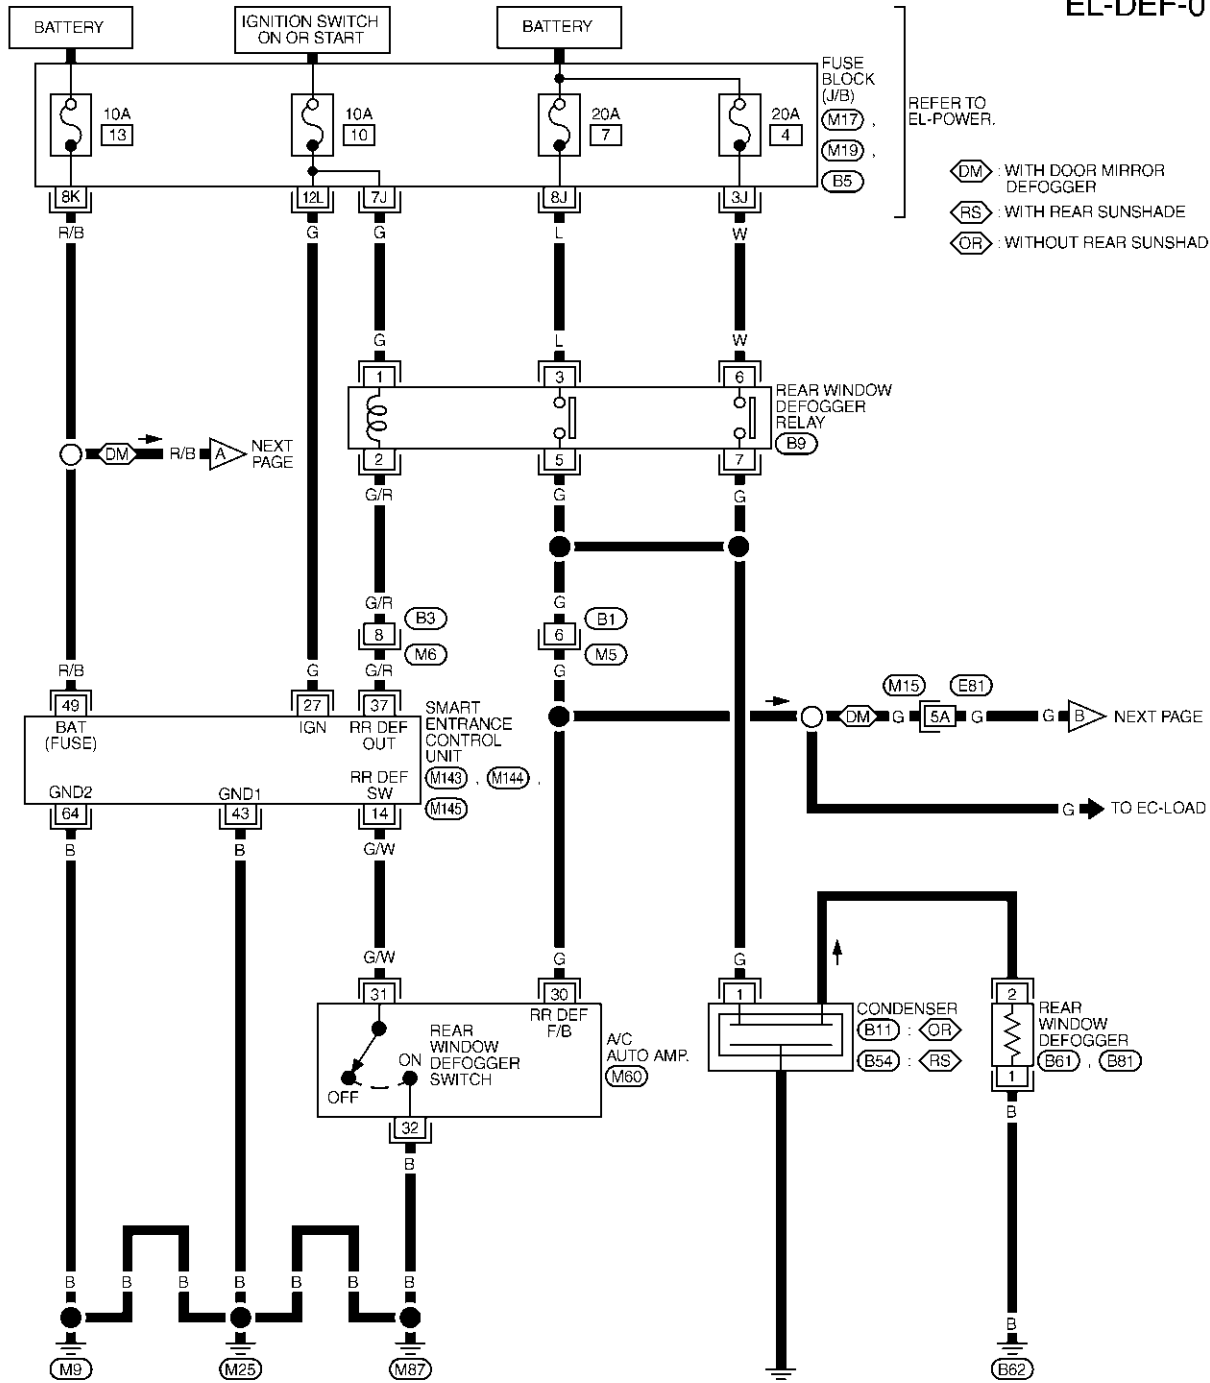 EL-DEF-0
BATTERY
IGNITION SWITCH
ON OR START
BATTERY
FUSE
BLOCK
(J/B)
M17 ,
M19 ,
B5
REFER TO
EL-POWER.
10A
13
10A
10
20A
7
20A
4
DM : WITH DOOR MIRROR
DEFOGGER
RS : WITH REAR SUNSHADE
OR : WITHOUT REAR SUNSHAD
8K
12L
7J
8J
3J
R/B
G
G
L
W
G
L
W
1
3
6
REAR WINDOW
DEFOGGER
RELAY
B9
DM
R/B
A
NEXT
PAGE
2
5
7
G/R
G
G
G/R
G
8
B3
M6
6
B1
M5
R/B
G
G/R
G
49
27
37
BAT
(FUSE)
IGN
RR DEF
OUT
SMART
ENTRANCE
CONTROL
UNIT
M143 , M144 ,
M145
GND2
GND1
RR DEF
SW
64
43
14
M15
E81
DM
G
5A
G
G
B
NEXT PAGE
G
TO EC-LOAD
B
B
G/W
G/W
G
G
31
30
1
2
RR DEF
F/B
REAR
WINDOW
DEFOGGER
SWITCH
ON
OFF
A/C
AUTO AMP.
M60
CONDENSER
B11 : OR
B54 : RS
REAR
WINDOW
DEFOGGER
B61 , B81
1
32
B
B
B
B
B
B
B
B
B
B
M9
M25
M87
B62